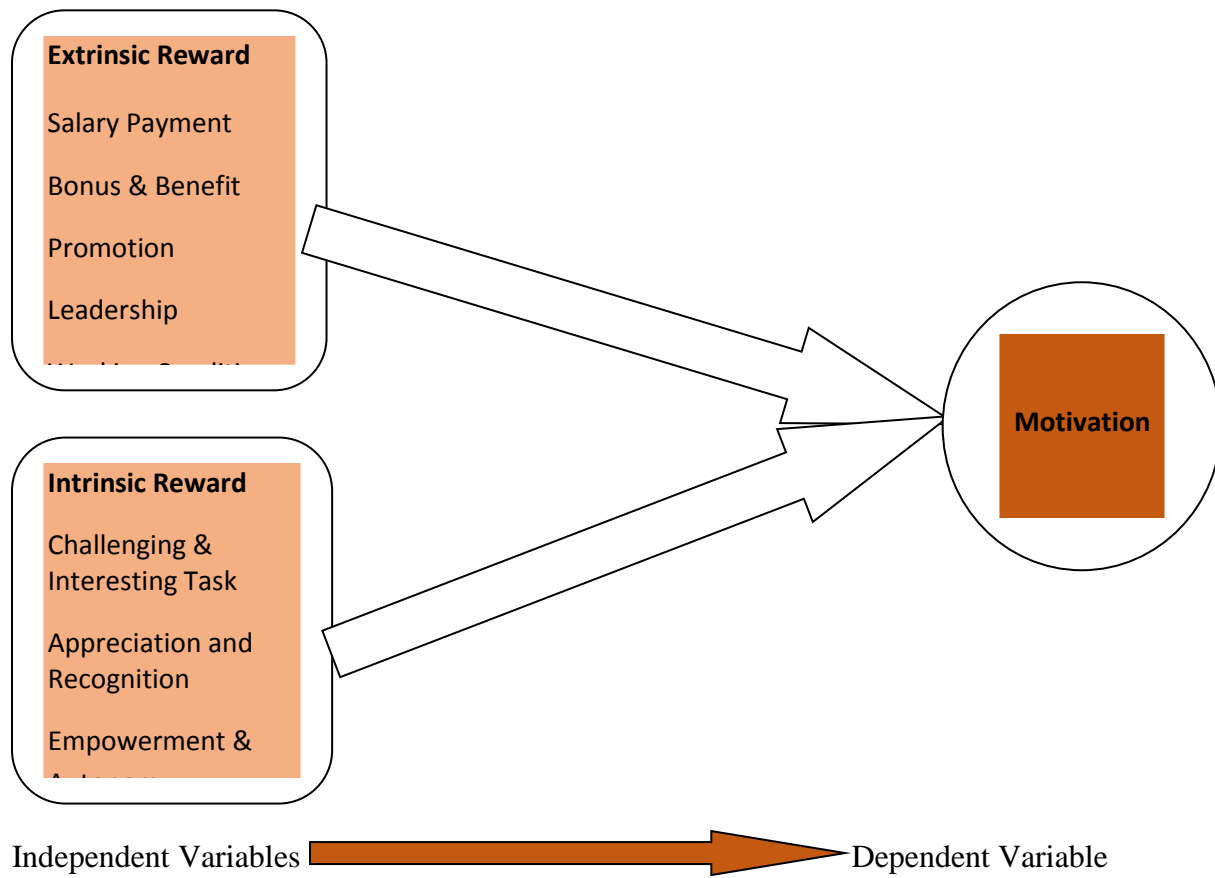 Extrinsic Reward
Salary Payment
Bonus & Benefit
Promotion
Leadership
Intrinsic Reward
Challenging &
Interesting Task
Appreciation and
Recognition
Empowerment &
Motivation
Independent Variables
Dependent Variable